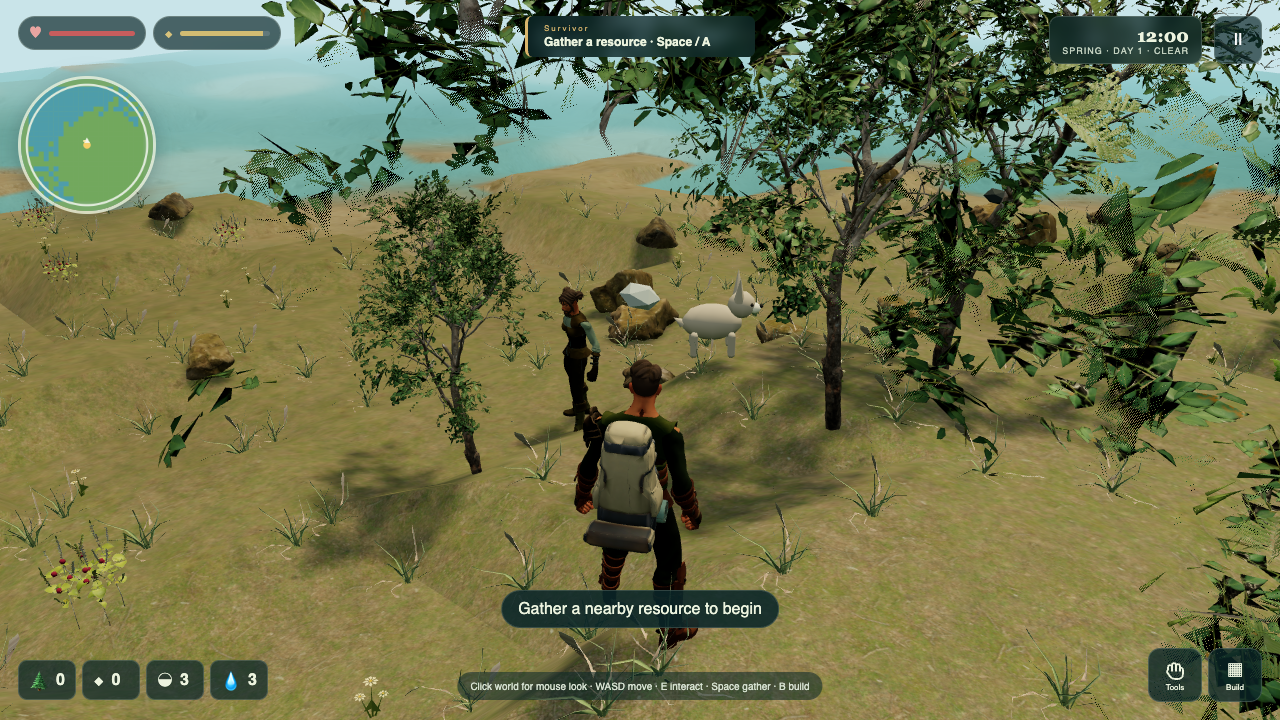 Survivor
Gather a resource · Space / A
12:00
SPRING · DAY 1 · CLEAR
Gather a nearby resource to begin
0
0
3
3
Click world for mouse look · WASD move · E interact · Space gather · B build
Tools
Build